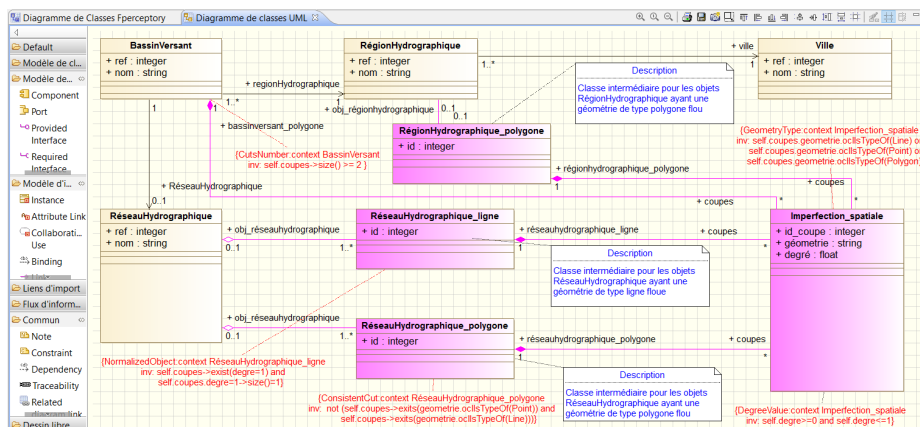 Diagramme de Classes Fperceptory
Diagramme de classes UML
Default
Modèle de cl...
Modèle de...
Component
Port
Provided
Interface
Required
Interface
Modèle d'i...
Instance
Attribute Link
Collaborati...
Use
Binding
Liens d'import
Flux d'inform...
Commun
Note
Constraint
Dependency
Traceability
Related
diagram link
Dessin libre
BassinVersant
+ ref : integer
+ nom : string
RégionHydrographique
+ ref : integer
+ nom : string
Ville
+ ref : integer
+ nom : string
+ ville
1..*
1
+ regionHydrographique
1
1..*
1
1
+ obj_régionhydrographique
0..1
0..1
+ bassinversant_polygone
Description
Classe intermédiaire pour les objets
RégionHydrographique ayant une
géométrie de type polygone flou
RégionHydrographique_polygone
+ id : integer
{GeometryType:context Imperfection_spatiale
inv: self.coupes.geometrie.oclIsTypeOf(Line) o
self.coupes.geometrie.oclIsTypeOf(Point) or
self.coupes.geometrie.oclIsTypeOf(Polygon)
{CutsNumber:context BassinVersant
inv: self.coupes->size() >= 2 }
+ régionhydrographique_polygone
1
+ RéseauHydrographique
0..1
+ coupes
+ coupes
*
*
RéseauHydrographique
+ ref : integer
+ nom : string
+ obj_réseauhydrographique
0..1
1..*
RéseauHydrographique_ligne
+ id : integer
+ réseauhydrographique_ligne
1
+ coupes
*
Imperfection_spatiale
+ id_coupe : integer
+ géometrie : string
+ degré : float
Description
Classe intermédiaire pour les objets
RéseauHydrographique ayant une
géométrie de type ligne floue
+ obj_réseauhydrographique
0..1
1..*
RéseauHydrographique_polygone
+ id : integer
+ réseauhydrographique_polygone
1
+ coupes
*
{NormalizedObject:context RéseauHydrographique_ligne
inv: self.coupes->exist(degre=1) and
self.coupes.degre=1->size()=1}
Description
Classe intermédiaire pour les objets
RéseauHydrographique ayant une
géométrie de type polygone flou
{ConsistentCut:context RéseauHydrographique_polygone
inv: not (self.coupes->exits(geometrie.oclIsTypeOf(Point)) and
self.coupes->exits(geometrie.oclIsTypeOf(Line)))}
{DegreeValue:context Imperfection_spatiale
inv: self.degre>=0 and self.degre<=1}